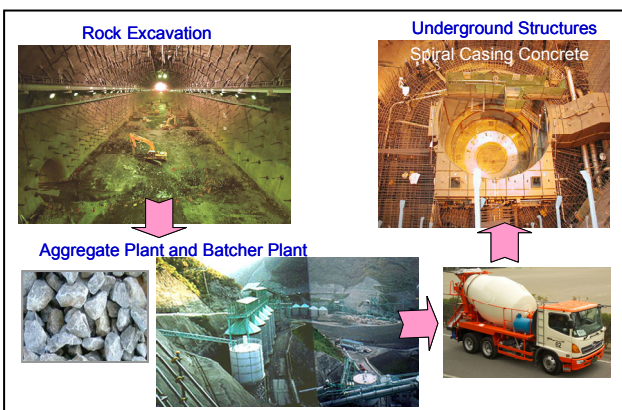 Rock Excavation
Underground Structures
Spiral Casing Concrete
Aggregate Plant and Batcher Plant